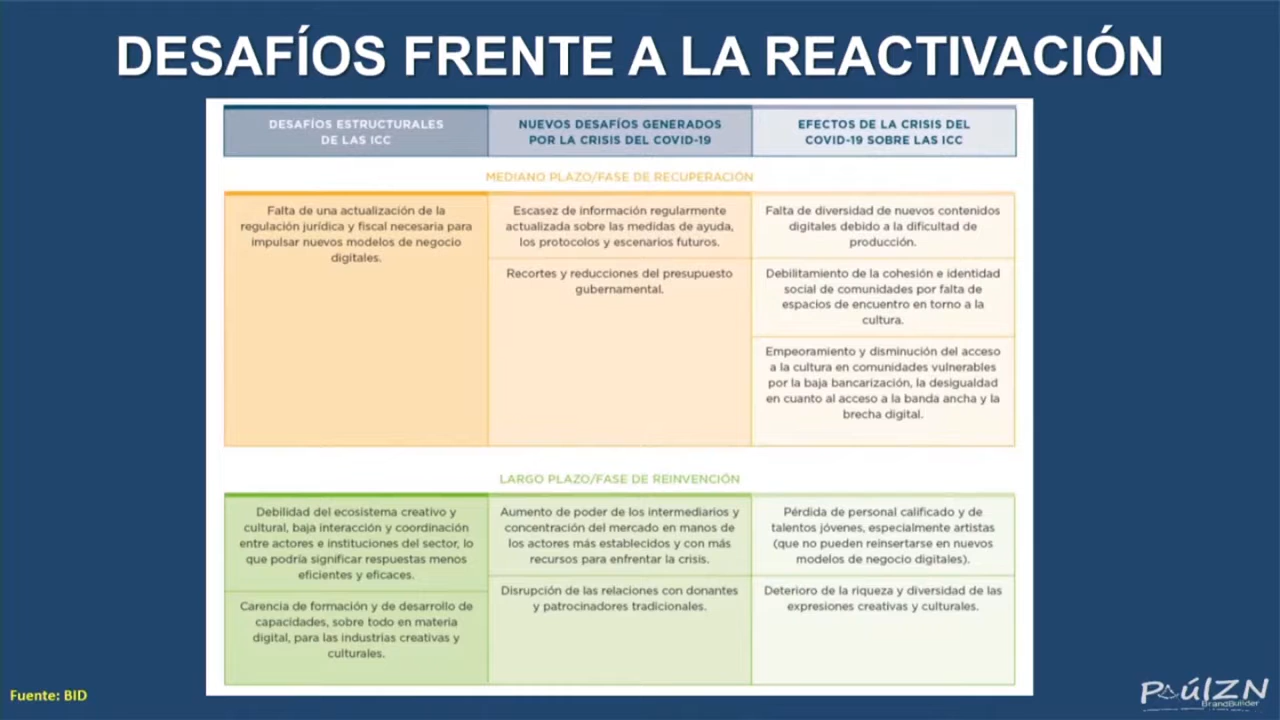 DESAFÍOS FRENTE A LA REACTIVACIÓN
DESAFÍOS ESTRUCTURALES
DE LAS ICC
NUEVOS DESAFÍOS GENERADOS
POR LA CRISIS DEL COVID-19
EFECTOS DE LA CRISIS DEL
COVID-19 SOBRE LAS ICC
MEDIANO PLAZO/FASE DE RECUPERACIÓN
Falta de una actualización de la
regulación jurídica y fiscal necesaria para
impulsar nuevos modelos de negocio
digitales.
Escasez de información regularmente
actualizada sobre las medidas de ayuda,
los protocolos y escenarios futuros.
Recortes y reducciones del presupuesto
gubernamental.
Falta de diversidad de nuevos contenidos
digitales debido a la dificultad de
producción.
Debilitamiento de la cohesión e identidad
social de comunidades por falta de
espacios de encuentro en torno a la
cultura.
Empeoramiento y disminución del acceso
a la cultura en comunidades vulnerables
por la baja bancarización, la desigualdad
en cuanto al acceso a la banda ancha y la
brecha digital.
LARGO PLAZO/FASE DE REINVENCIÓN
Debilidad del ecosistema creativo y
cultural, baja interacción y coordinación
entre actores e instituciones del sector, lo
que podría significar respuestas menos
eficientes y eficaces.
Carencia de formación y de desarrollo de
capacidades, sobre todo en materia
digital, para las industrias creativas y
culturales.
Aumento de poder de los intermediarios y
concentración del mercado en manos de
los actores más establecidos y con más
recursos para enfrentar la crisis.
Disrupción de las relaciones con donantes
y patrocinadores tradicionales.
Pérdida de personal calificado y de
talentos jóvenes, especialmente artistas
(que no pueden reinsertarse en nuevos
modelos de negocio digitales).
Deterioro de la riqueza y diversidad de las
expresiones creativas y culturales.
Fuente: BID
PaúlZN
BrandBuilder